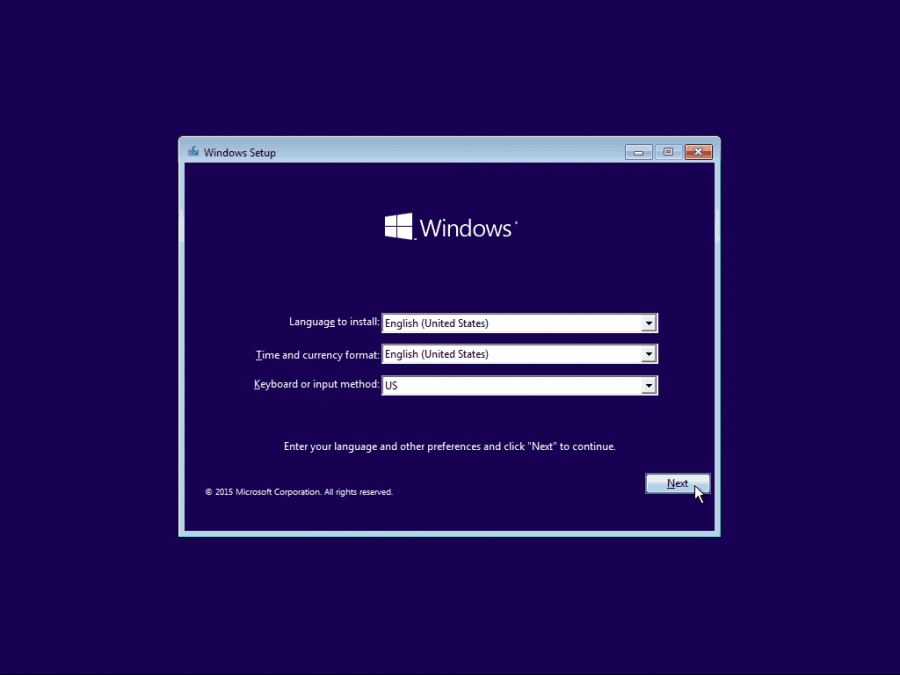 Windows Setup
Windows
Language to install: English (United States)
Time and currency format: English (United States)
Keyboard or input method: US
Enter your language and other preferences and click "Next" to continue.
Next
© 2015 Microsoft Corporation. All rights reserved.